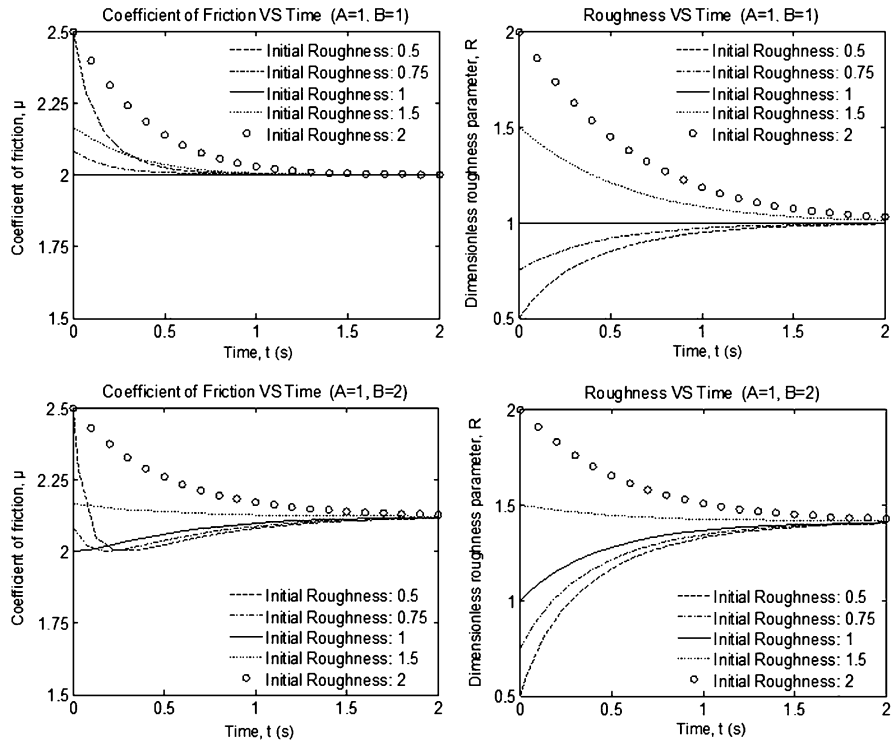 Coefficient of Friction VS Time (A=1. B=1)
Coefficient of friction, µ
2.5
2.25
2
1.75
1.5
Initial Roughness: 0.5
Initial Roughness: 0.75
Initial Roughness: 1
Initial Roughness: 1.5
Initial Roughness: 2
0 0.5 1 1.5 2
Time, t (s)
Roughness VS Time (A=1, B=1)
Dimensionless roughness parameter, R
2
1.5
1
0.5
Initial Roughness: 0.5
Initial Roughness: 0.75
Initial Roughness: 1
Initial Roughness: 1.5
Initial Roughness: 2
0 0.5 1 1.5 2
Time, t (s)
Coefficient of Friction VS Time (A=1, B=2)
Coefficient of friction, µ
2.5
2.25
2
1.75
1.5
Initial Roughness: 0.5
Initial Roughness: 0.75
Initial Roughness: 1
Initial Roughness: 1.5
Initial Roughness: 2
0 0.5 1 1.5 2
Time, t (s)
Roughness VS Time (A=1, B=2)
Dimensionless roughness parameter, R
2
1.5
1
0.5
Initial Roughness: 0.5
Initial Roughness: 0.75
Initial Roughness: 1
Initial Roughness: 1.5
Initial Roughness: 2
0 0.5 1 1.5 2
Time, t (s)